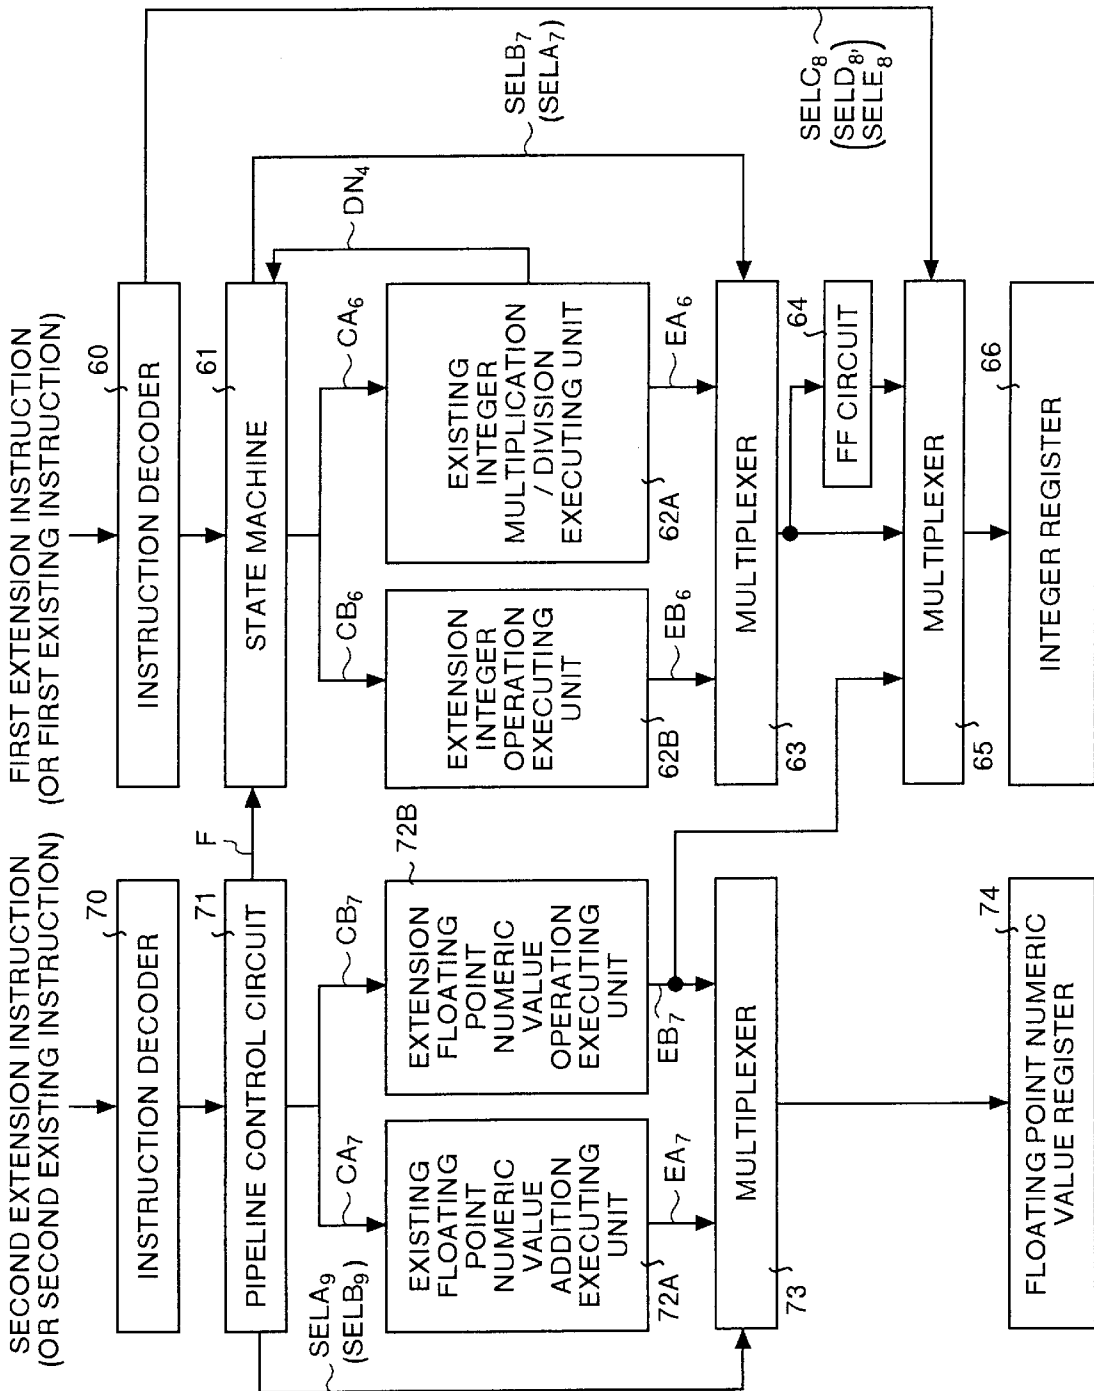 SECOND EXTENSION INSTRUCTION
(OR SECOND EXISTING INSTRUCTION)
70
INSTRUCTION DECODER
71
PIPELINE CONTROL CIRCUIT
F
SELA9
(SELB9)
CA7
CB7
EXISTING
FLOATING
POINT
NUMERIC
VALUE
ADDITION
EXECUTING
UNIT
72A
EXTENSION
FLOATING
POINT
NUMERIC
VALUE
OPERATION
EXECUTING
UNIT
72B
EA7
EB7
MULTIPLEXER
73
74
FLOATING POINT NUMERIC
VALUE REGISTER
FIRST EXTENSION INSTRUCTION
(OR FIRST EXISTING INSTRUCTION)
60
INSTRUCTION DECODER
61
STATE MACHINE
CB6
CA6
DN4
SELB7
(SELA7)
EXTENSION
INTEGER
OPERATION
EXECUTING
UNIT
62B
EXISTING
INTEGER
MULTIPLICATION
/ DIVISION
EXECUTING UNIT
62A
EB6
EA6
MULTIPLEXER
63
64
FF CIRCUIT
SELC8
(SELD8,
SELE8)
MULTIPLEXER
65
66
INTEGER REGISTER